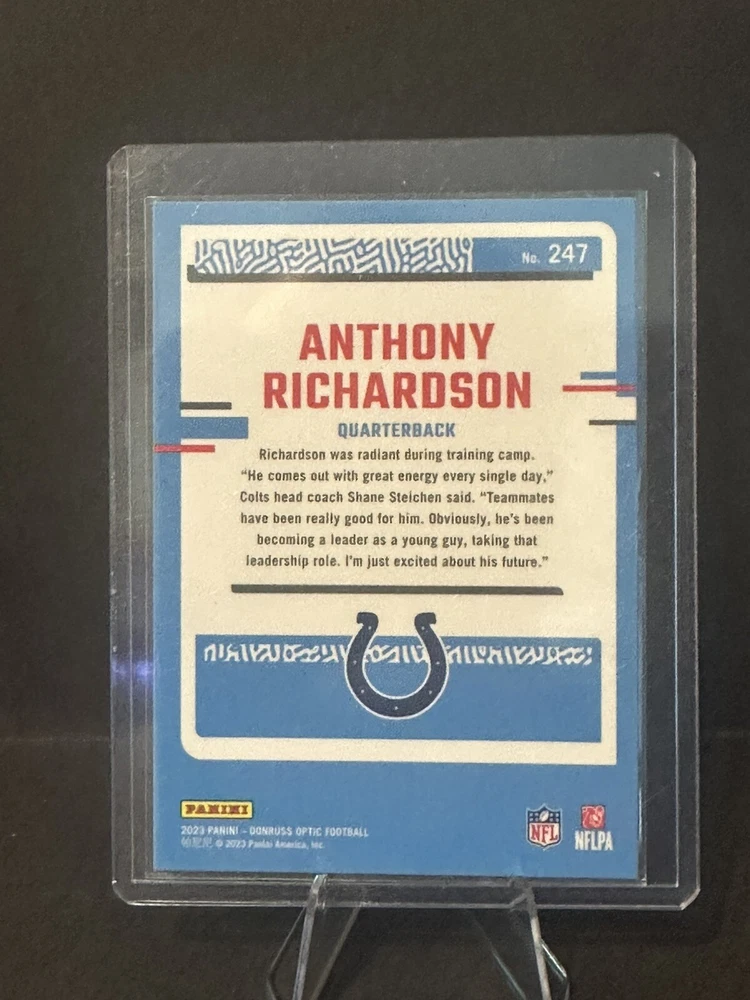 No. 247
ANTHONY
RICHARDSON
QUARTERBACK
Richardson was radiant during training camp.
“He comes out with great energy every single day,”
Colts head coach Shane Steichen said. “Teammates
have been really good for him. Obviously, he’s been
becoming a leader as a young guy, taking that
leadership role. I’m just excited about his future.”
PANINI
2023 PANINI – DONRUSS OPTIC FOOTBALL
帕尼尼 © 2023 Panini America, Inc.
NFL
NFLPA